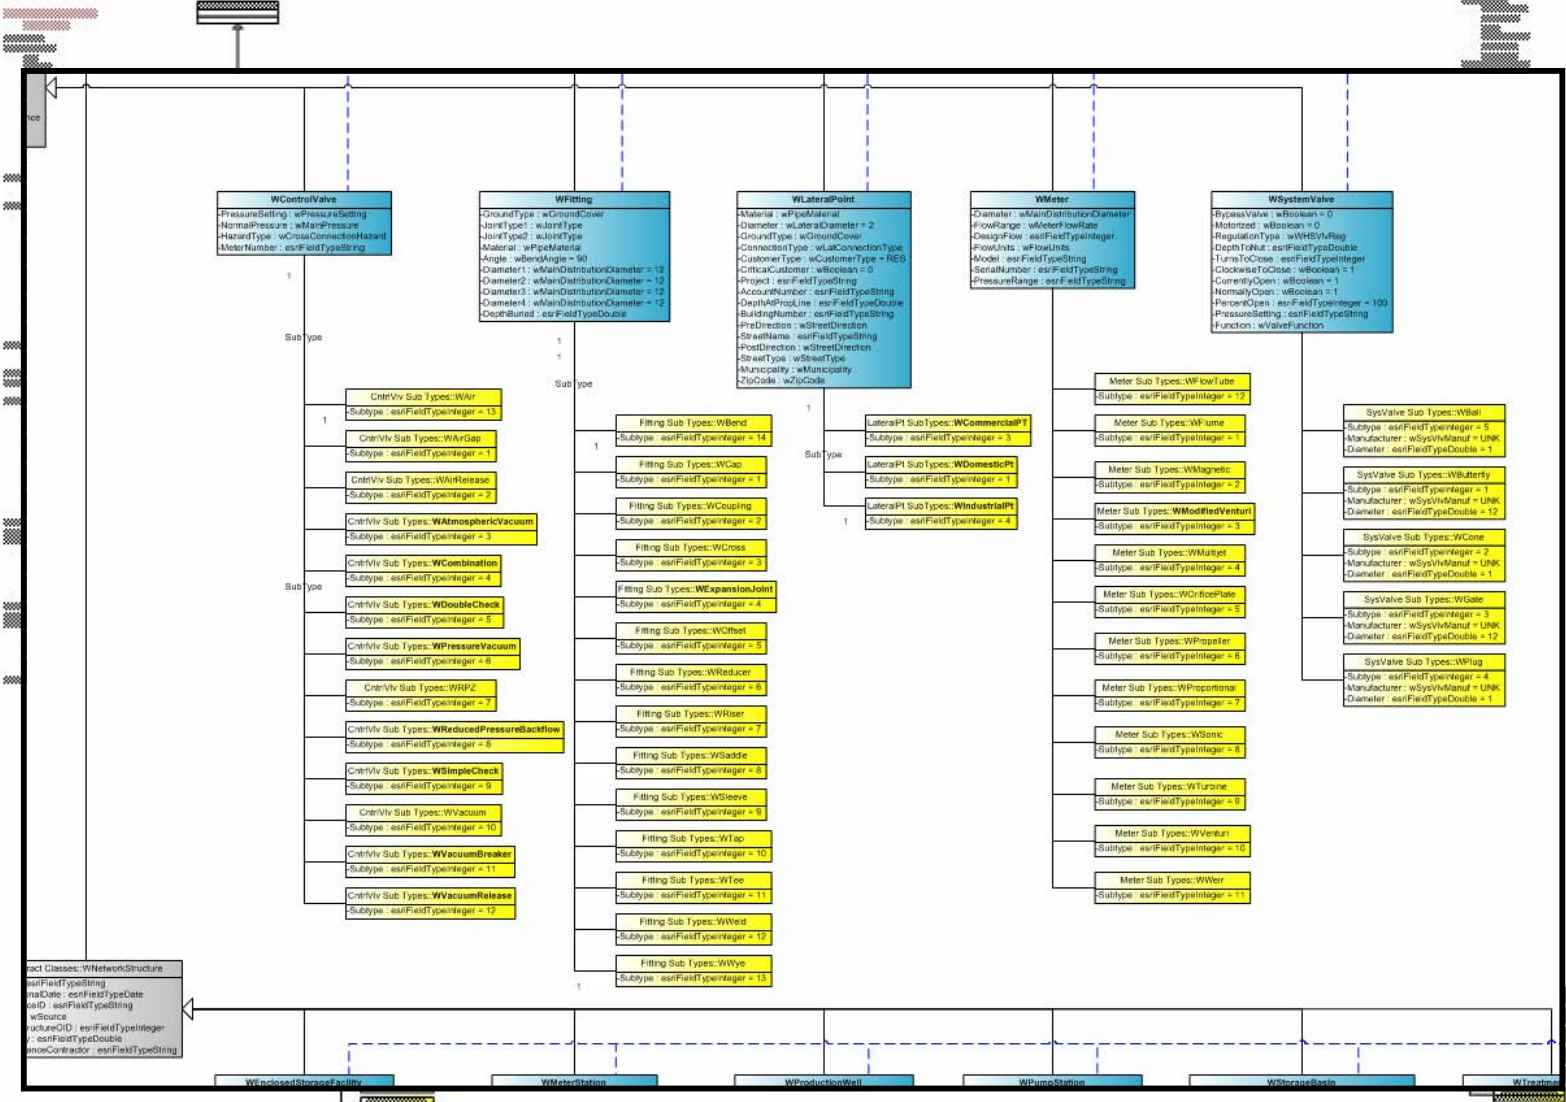 nce
WControlValve
-PressureSetting : wPressureSetting
-NormalPressure : wMainPressure
-HazardType : wCrossConnectionHazard
-MeterNumber : esriFieldTypeString
1
SubType
CntrlVlv Sub Types::WAir
-Subtype : esriFieldTypeInteger = 13
1
CntrlVlv Sub Types::WAirGap
-Subtype : esriFieldTypeInteger = 1
CntrlVlv Sub Types::WAirRelease
-Subtype : esriFieldTypeInteger = 2
CntrlVlv Sub Types::WAtmosphericVacuum
-Subtype : esriFieldTypeInteger = 3
CntrlVlv Sub Types::WCombination
-Subtype : esriFieldTypeInteger = 4
SubType
CntrlVlv Sub Types::WDoubleCheck
-Subtype : esriFieldTypeInteger = 5
CntrlVlv Sub Types::WPressureVacuum
-Subtype : esriFieldTypeInteger = 6
CntrlVlv Sub Types::WRPZ
-Subtype : esriFieldTypeInteger = 7
CntrlVlv Sub Types::WReducedPressureBackflow
-Subtype : esriFieldTypeInteger = 8
CntrlVlv Sub Types::WSimpleCheck
-Subtype : esriFieldTypeInteger = 9
CntrlVlv Sub Types::WVacuum
-Subtype : esriFieldTypeInteger = 10
CntrlVlv Sub Types::WVacuumBreaker
-Subtype : esriFieldTypeInteger = 11
CntrlVlv Sub Types::WVacuumRelease
-Subtype : esriFieldTypeInteger = 12
WFitting
-GroundType : wGroundCover
-JointType1 : wJointType
-JointType2 : wJointType
-Material : wPipeMaterial
-Angle : wBendAngle = 90
-Diameter1 : wMainDistributionDiameter = 12
-Diameter2 : wMainDistributionDiameter = 12
-Diameter3 : wMainDistributionDiameter = 12
-Diameter4 : wMainDistributionDiameter = 12
-DepthBuried : esriFieldTypeDouble
1
1
SubType
Fitting Sub Types::WBend
-Subtype : esriFieldTypeInteger = 14
1
Fitting Sub Types::WCap
-Subtype : esriFieldTypeInteger = 1
Fitting Sub Types::WCoupling
-Subtype : esriFieldTypeInteger = 2
Fitting Sub Types::WCross
-Subtype : esriFieldTypeInteger = 3
Fitting Sub Types::WExpansionJoint
-Subtype : esriFieldTypeInteger = 4
Fitting Sub Types::WOffset
-Subtype : esriFieldTypeInteger = 5
Fitting Sub Types::WReducer
-Subtype : esriFieldTypeInteger = 6
Fitting Sub Types::WRiser
-Subtype : esriFieldTypeInteger = 7
Fitting Sub Types::WSaddle
-Subtype : esriFieldTypeInteger = 8
Fitting Sub Types::WSleeve
-Subtype : esriFieldTypeInteger = 9
Fitting Sub Types::WTap
-Subtype : esriFieldTypeInteger = 10
Fitting Sub Types::WTee
-Subtype : esriFieldTypeInteger = 11
Fitting Sub Types::WWeld
-Subtype : esriFieldTypeInteger = 12
Fitting Sub Types::WWye
-Subtype : esriFieldTypeInteger = 13
1
WLateralPoint
-Material : wPipeMaterial
-Diameter : wLateralDiameter = 2
-GroundType : wGroundCover
-ConnectionType : wLatConnectionType
-CustomerType : wCustomerType = RES
-CriticalCustomer : wBoolean = 0
-Project : esriFieldTypeString
-AccountNumber : esriFieldTypeString
-DepthAtPropLine : esriFieldTypeDouble
-BuildingNumber : esriFieldTypeString
-PreDirection : wStreetDirection
-StreetName : esriFieldTypeString
-PostDirection : wStreetDirection
-StreetType : wStreetType
-Municipality : wMunicipality
-ZipCode : wZipCode
1
SubType
LateralPt SubTypes::WCommercialPT
-Subtype : esriFieldTypeInteger = 3
LateralPt SubTypes::WDomesticPt
-Subtype : esriFieldTypeInteger = 1
LateralPt SubTypes::WIndustrialPt
-Subtype : esriFieldTypeInteger = 4
1
WMeter
-Diameter : wMainDistributionDiameter
-FlowRange : wMeterFlowRate
-DesignFlow : esriFieldTypeInteger
-FlowUnits : wFlowUnits
-Model : esriFieldTypeString
-SerialNumber : esriFieldTypeString
-PressureRange : esriFieldTypeString
Meter Sub Types::WFlowTube
-Subtype : esriFieldTypeInteger = 12
Meter Sub Types::WFlume
-Subtype : esriFieldTypeInteger = 1
Meter Sub Types::WMagnetic
-Subtype : esriFieldTypeInteger = 2
Meter Sub Types::WModifiedVenturi
-Subtype : esriFieldTypeInteger = 3
Meter Sub Types::WMultijet
-Subtype : esriFieldTypeInteger = 4
Meter Sub Types::WOrificePlate
-Subtype : esriFieldTypeInteger = 5
Meter Sub Types::WPropeller
-Subtype : esriFieldTypeInteger = 6
Meter Sub Types::WProportional
-Subtype : esriFieldTypeInteger = 7
Meter Sub Types::WSonic
-Subtype : esriFieldTypeInteger = 8
Meter Sub Types::WTurbine
-Subtype : esriFieldTypeInteger = 9
Meter Sub Types::WVenturi
-Subtype : esriFieldTypeInteger = 10
Meter Sub Types::WWeir
-Subtype : esriFieldTypeInteger = 11
WSystemValve
-BypassValve : wBoolean = 0
-Motorized : wBoolean = 0
-RegulationType : wWHSVlvReg
-DepthToNut : esriFieldTypeDouble
-TurnsToClose : esriFieldTypeInteger
-ClockwiseToClose : wBoolean = 1
-CurrentlyOpen : wBoolean = 1
-NormallyOpen : wBoolean = 1
-PercentOpen : esriFieldTypeInteger = 100
-PressureSetting : esriFieldTypeString
-Function : wValveFunction
SysValve Sub Types::WBall
-Subtype : esriFieldTypeInteger = 5
-Manufacturer : wSysVlvManuf = UNK
-Diameter : esriFieldTypeDouble = 1
SysValve Sub Types::WButterfly
-Subtype : esriFieldTypeInteger = 1
-Manufacturer : wSysVlvManuf = UNK
-Diameter : esriFieldTypeDouble = 12
SysValve Sub Types::WCone
-Subtype : esriFieldTypeInteger = 2
-Manufacturer : wSysVlvManuf = UNK
-Diameter : esriFieldTypeDouble = 1
SysValve Sub Types::WGate
-Subtype : esriFieldTypeInteger = 3
-Manufacturer : wSysVlvManuf = UNK
-Diameter : esriFieldTypeDouble = 12
SysValve Sub Types::WPlug
-Subtype : esriFieldTypeInteger = 4
-Manufacturer : wSysVlvManuf = UNK
-Diameter : esriFieldTypeDouble = 1
ract Classes::WNetworkStructure
esriFieldTypeString
nalDate : esriFieldTypeDate
ceID : esriFieldTypeString
wSource
ructureOID : esriFieldTypeInteger
y : esriFieldTypeDouble
enceContractor : esriFieldTypeString
WEnclosedStorageFacility
WMeterStation
WProductionWell
WPumpStation
WStorageBasin
WTreatme